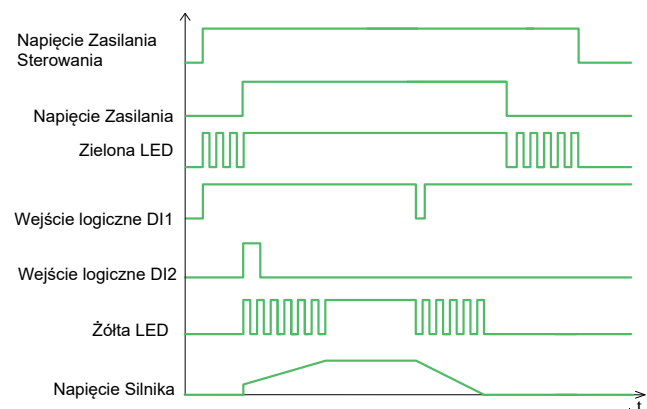 Napięcie Zasilania
Sterowania
Napięcie Zasilania
Zielona LED
Wejście logiczne DI1
Wejście logiczne DI2
Żółta LED
Napięcie Silnika
t